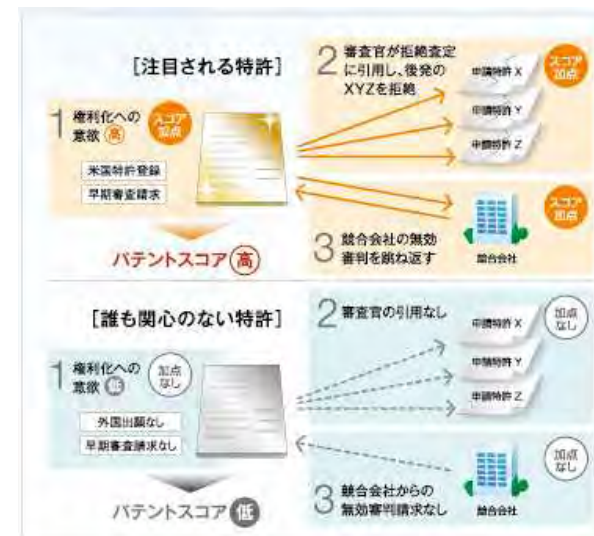 [注目される特許]
1 権利化への
意欲 高
スコア
加点
米国特許登録
早期審査請求
パテントスコア 高
2 審査官が拒絶査定
に引用し、後発の
XYZを拒絶
申請特許 X
申請特許 Y
申請特許 Z
スコア
加点
3 競合会社の無効
審判を跳ね返す
競合会社
スコア
加点
[誰も関心のない特許]
1 権利化への
意欲 低
加点
なし
外国出願なし
早期審査請求なし
パテントスコア 低
2 審査官の引用なし
申請特許 X
申請特許 Y
申請特許 Z
加点
なし
3 競合会社からの
無効審判請求なし
競合会社
加点
なし